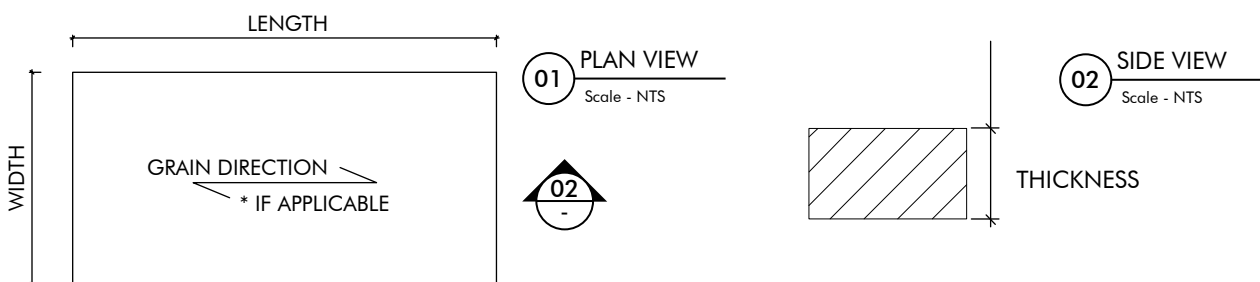 LENGTH
WIDTH
GRAIN DIRECTION
* IF APPLICABLE
01
PLAN VIEW
Scale - NTS
02
-
THICKNESS
02
SIDE VIEW
Scale - NTS